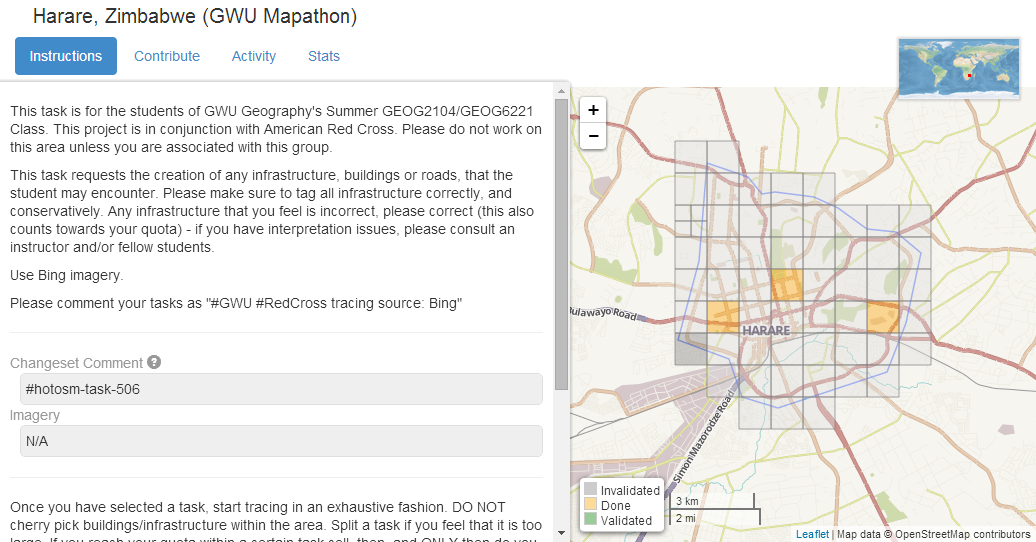 Harare, Zimbabwe (GWU Mapathon)
Instructions
Contribute
Activity
Stats
This task is for the students of GWU Geography's Summer GEOG2104/GEOG6221
Class. This project is in conjunction with American Red Cross. Please do not work on
this area unless you are associated with this group.
This task requests the creation of any infrastructure, buildings or roads, that the
student may encounter. Please make sure to tag all infrastructure correctly, and
conservatively. Any infrastructure that you feel is incorrect, please correct (this also
counts towards your quota) - if you have interpretation issues, please consult an
instructor and/or fellow students.
Use Bing imagery.
Please comment your tasks as "#GWU #RedCross tracing source: Bing"
Changeset Comment ?
#hotosm-task-506
Imagery
N/A
Once you have selected a task, start tracing in an exhaustive fashion. DO NOT
cherry pick buildings/infrastructure within the area. Split a task if you feel that it is too
large. If you reach your quota within a certain task cell, then, and ONLY then do you
+
−
ulawayo Road
HARARE
Simon Mazorodze Road
Invalidated
Done
Validated
3 km
2 mi
Leaflet | Map data © OpenStreetMap contributors